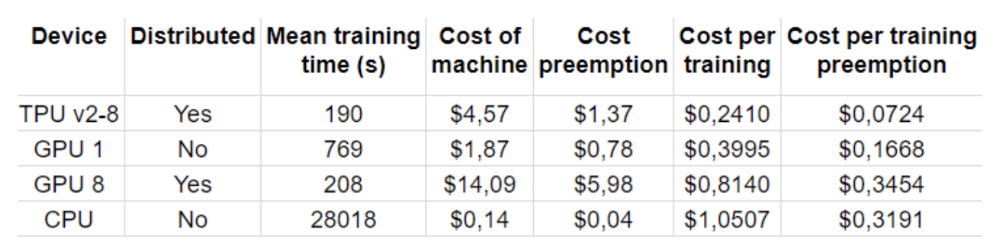 Device Distributed Mean training time (s) Cost of machine Cost preemption Cost per training Cost per training preemption
TPU v2-8 Yes 190 $4,57 $1,37 $0,2410 $0,0724
GPU 1 No 769 $1,87 $0,78 $0,3995 $0,1668
GPU 8 Yes 208 $14,09 $5,98 $0,8140 $0,3454
CPU No 28018 $0,14 $0,04 $1,0507 $0,3191